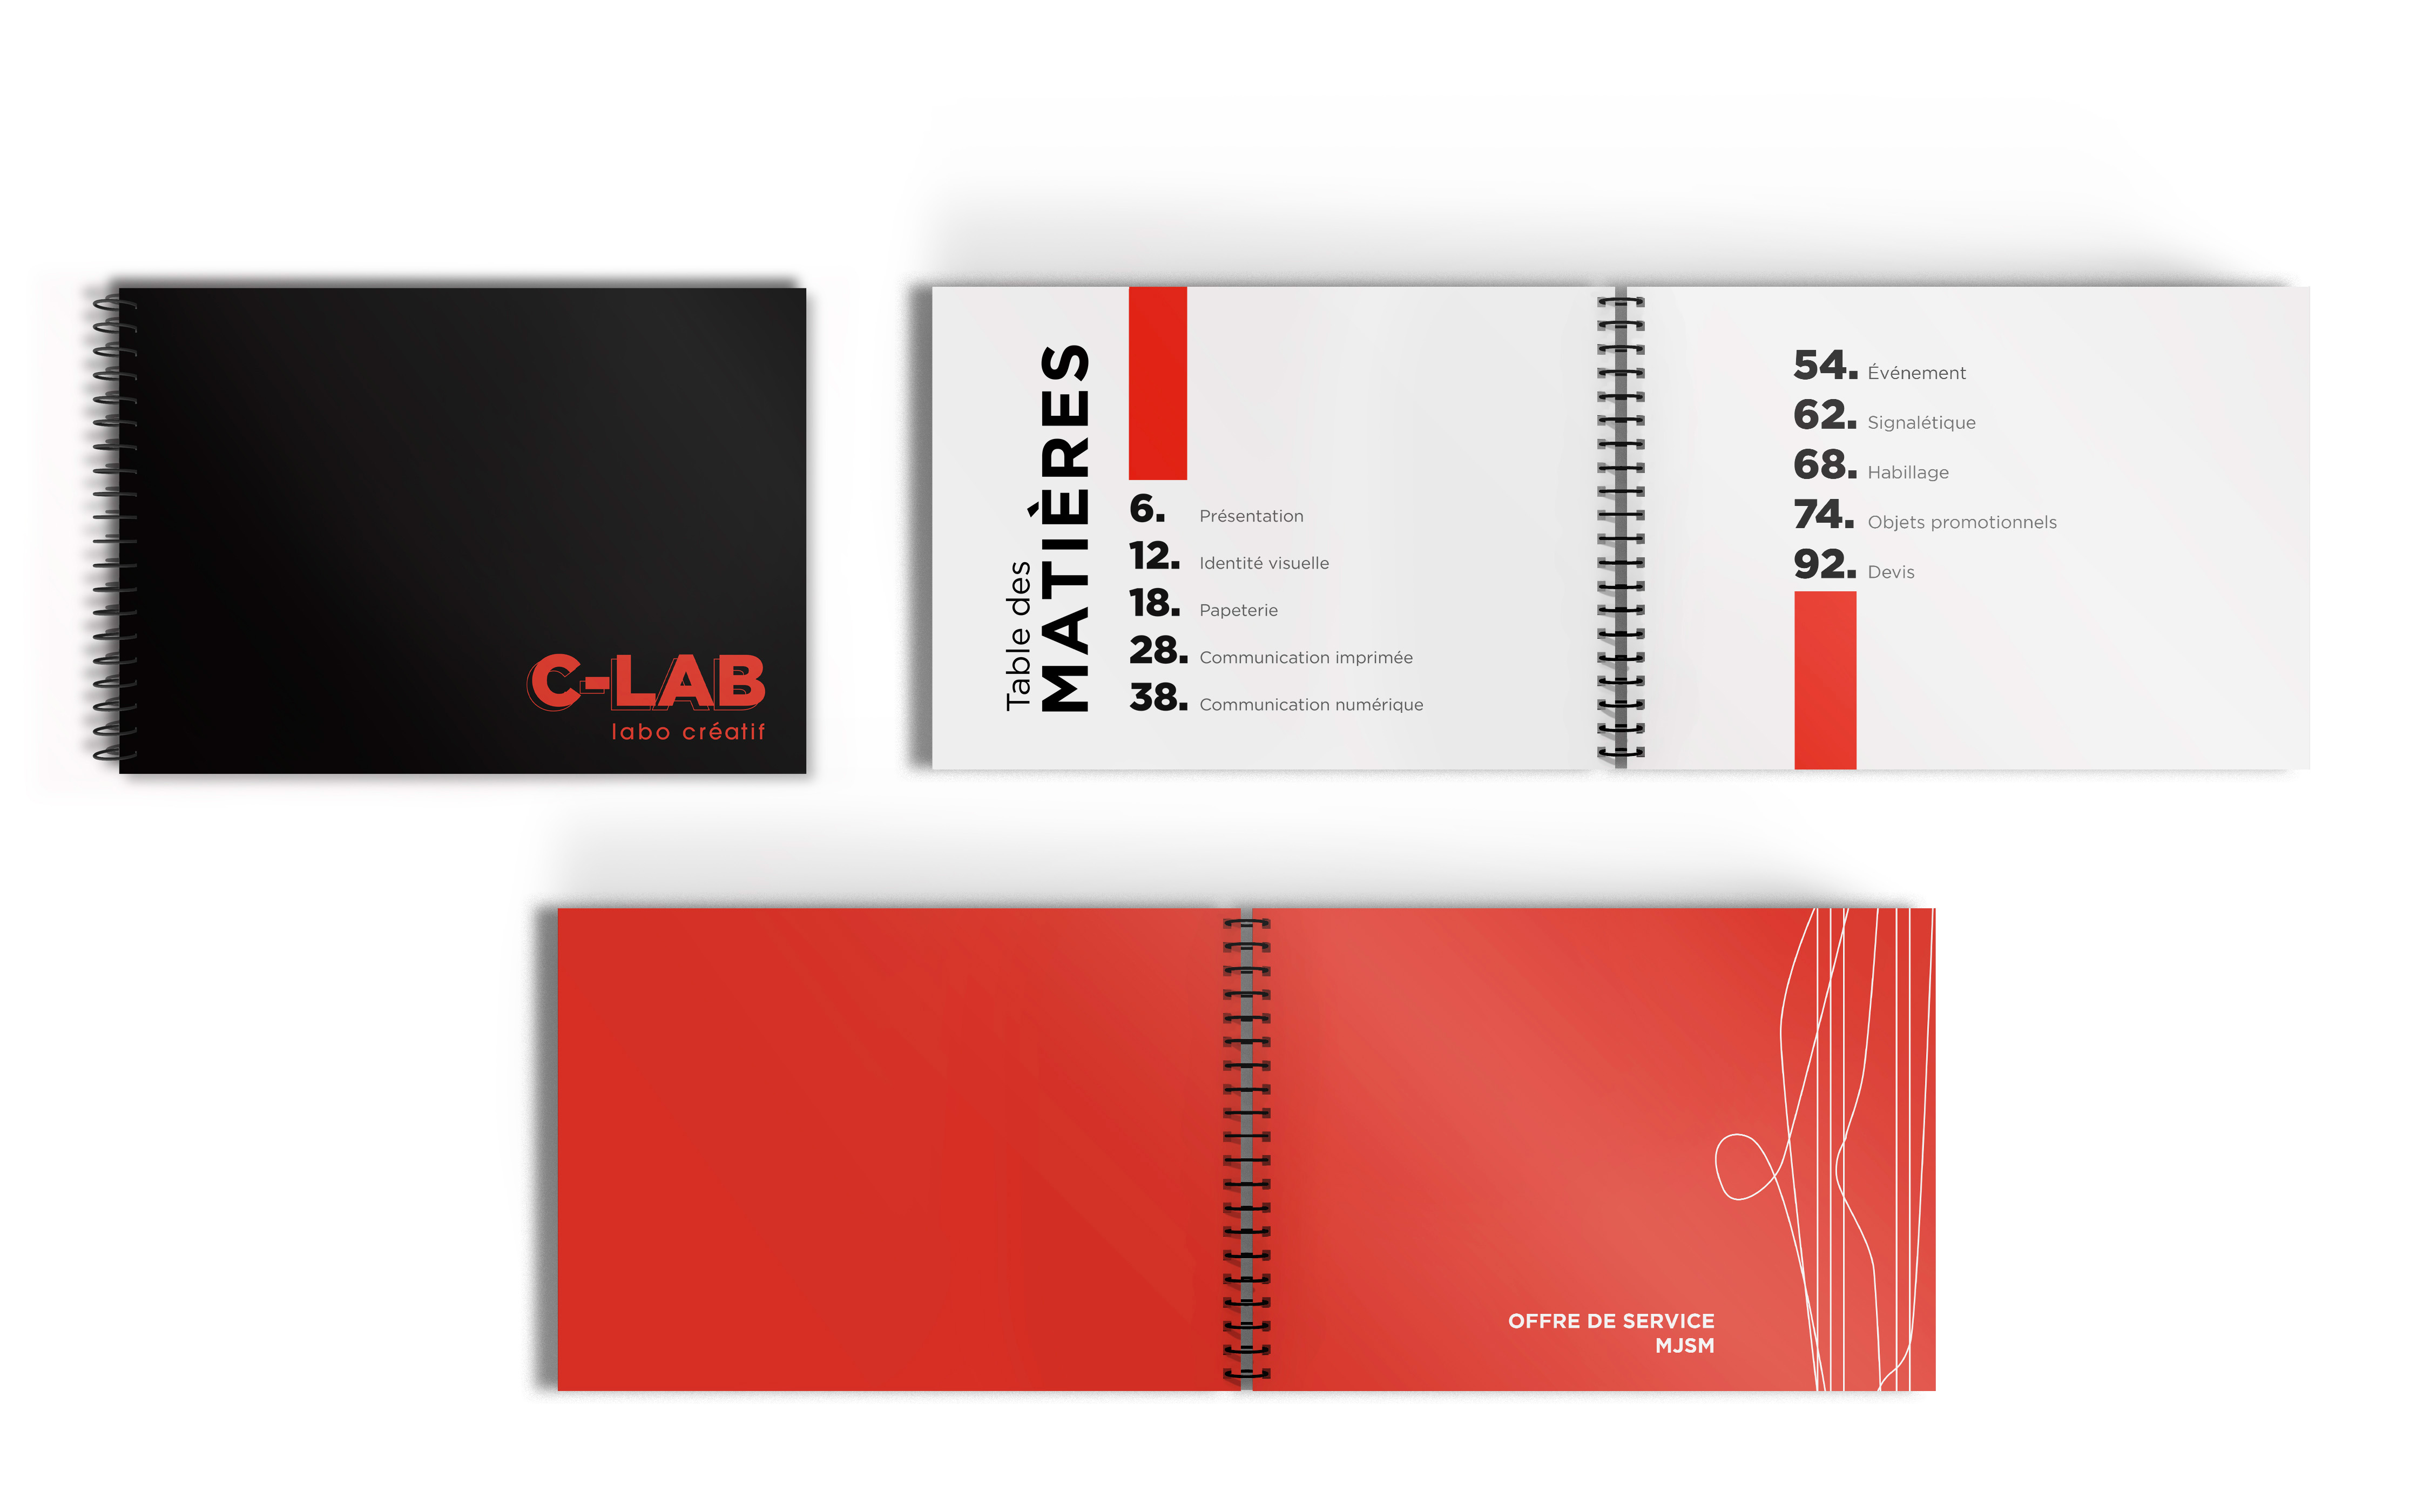 C-LAB
labo créatif
Table des
MATIÈRES
6. Présentation
12. Identité visuelle
18. Papeterie
28. Communication imprimée
38. Communication numérique
54. Événement
62. Signalétique
68. Habillage
74. Objets promotionnels
92. Devis
OFFRE DE SERVICE
MJSM